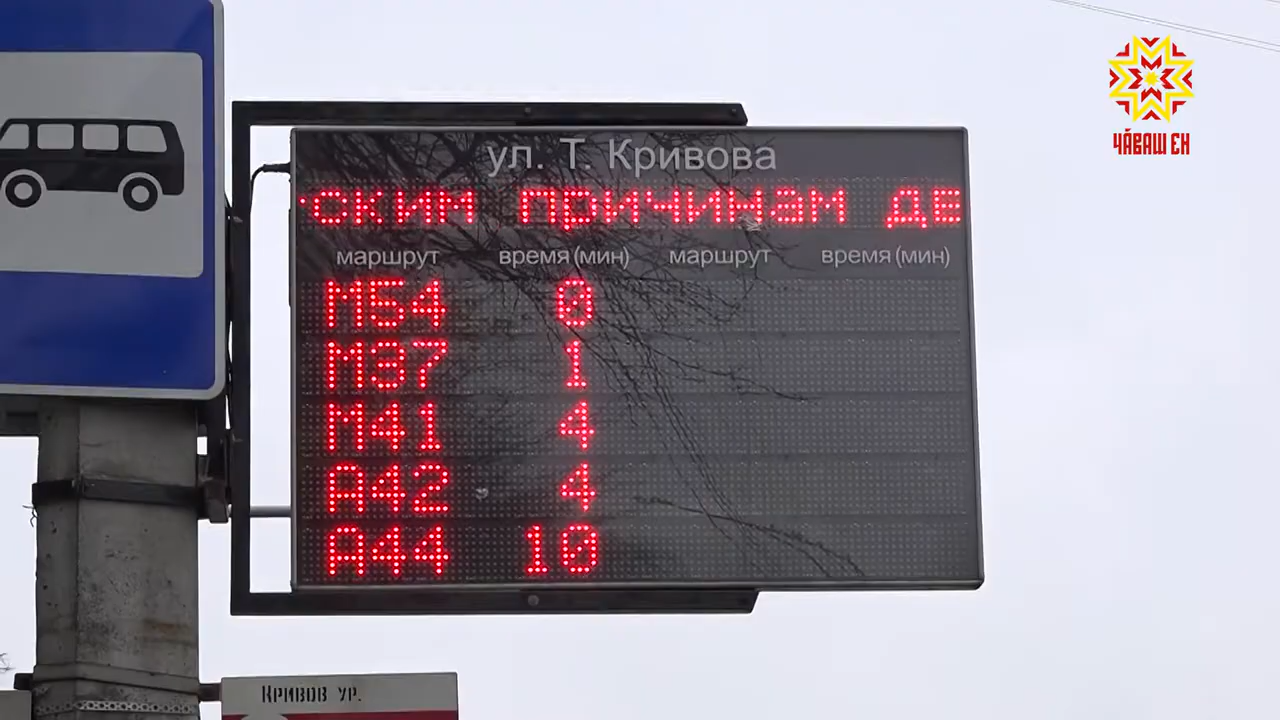 ЧӐВАШ ЕН
ул. Т. Кривова
ским причинам де
маршрут время (мин) маршрут время (мин)
М54 0
М37 1
М41 4
А42 4
А44 10
Кривов ур.